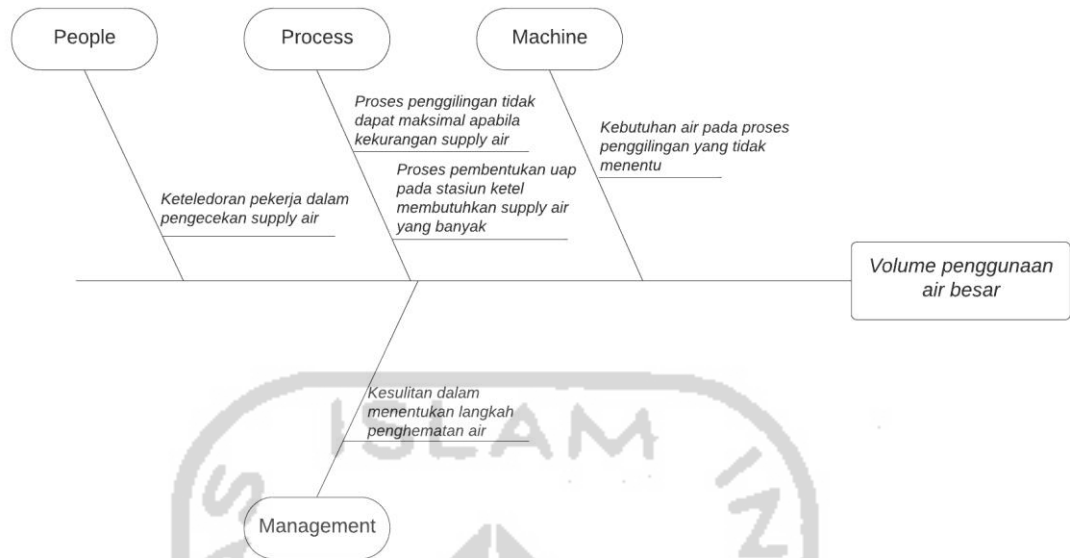 People
Process
Machine
Proses penggilingan tidak
dapat maksimal apabila
kekurangan supply air
Kebutuhan air pada proses
penggilingan yang tidak
menentu
Proses pembentukan uap
pada stasiun ketel
membutuhkan supply air
yang banyak
Keteledoran pekerja dalam
pengecekan supply air
Volume penggunaan
air besar
Kesulitan dalam
menentukan langkah
penghematan air
ISLAM
Management